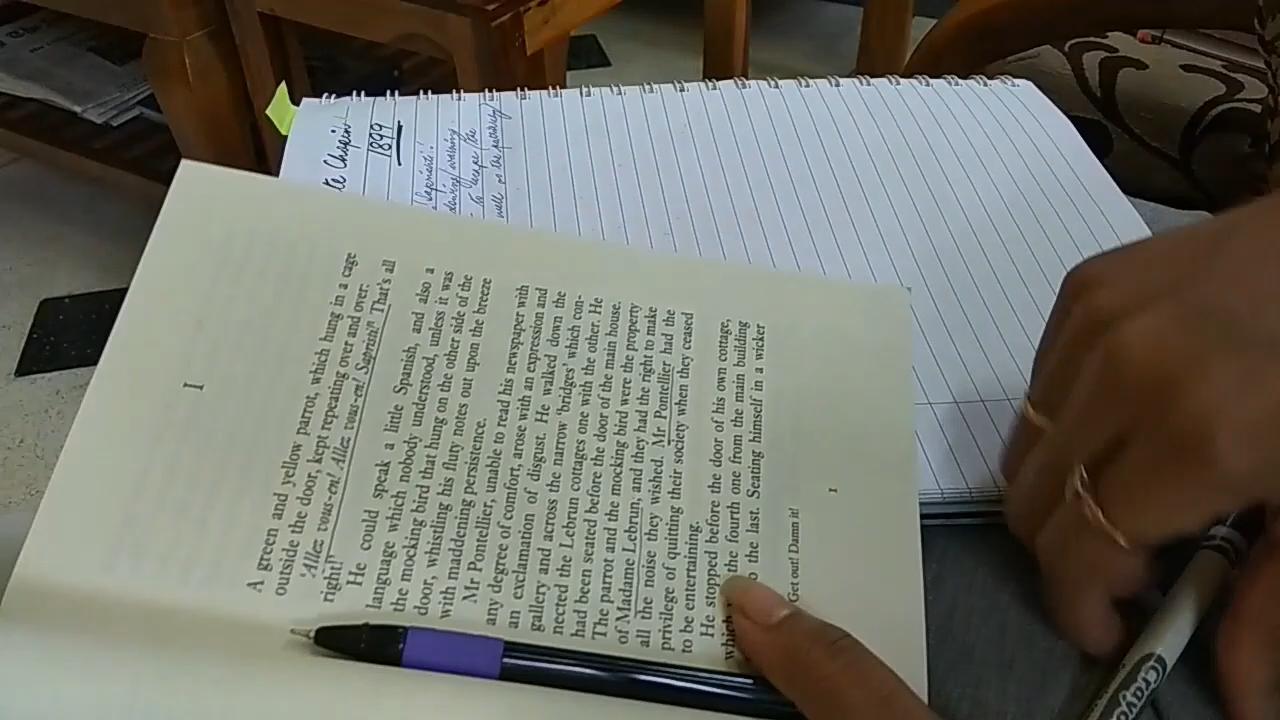 te Chopin
1899
Sapristi!
I
A green and yellow parrot, which hung in a cage
outside the door, kept repeating over and over:
'Allez vous-en! Allez vous-en! Sapristi!¹ That's all
right!'
He could speak a little Spanish, and also a
language which nobody understood, unless it was
the mocking bird that hung on the other side of the
door, whistling his fluty notes out upon the breeze
with maddening persistence.
Mr Pontellier, unable to read his newspaper with
any degree of comfort, arose with an expression and
an exclamation of disgust. He walked down the
gallery and across the narrow 'bridges' which con-
nected the Lebrun cottages one with the other. He
had been seated before the door of the main house.
The parrot and the mocking bird were the property
of Madame Lebrun, and they had the right to make
all the noise they wished. Mr Pontellier had the
privilege of quitting their society when they ceased
to be entertaining.
He stopped before the door of his own cottage,
which the fourth one from the main building
the last. Seating himself in a wicker
Get out! Damn it!
1
Crayo